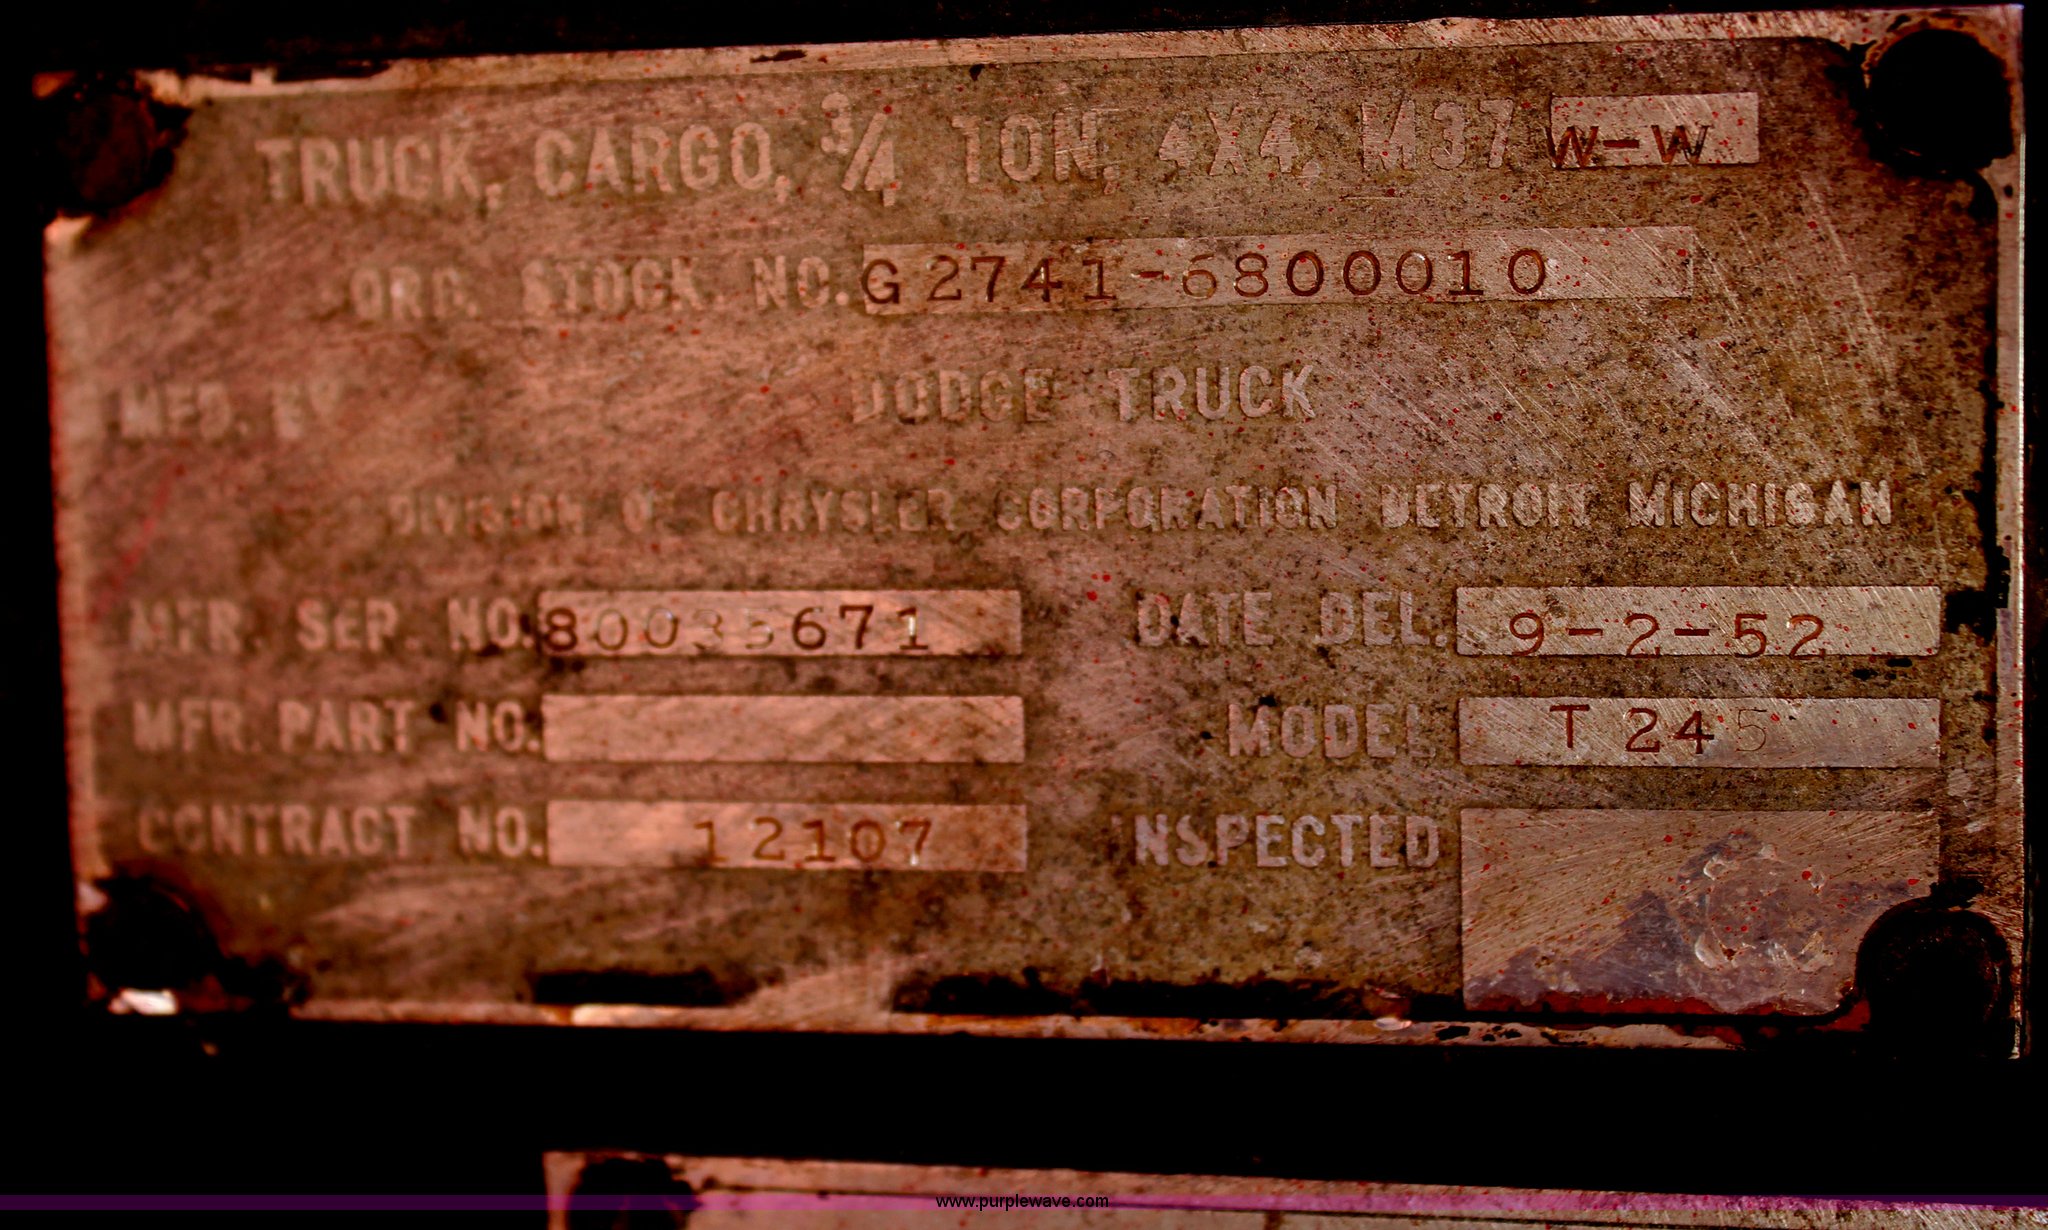 TRUCK, CARGO, 3/4 TON, 4X4, M37 W-W
ORD. STOCK NO. G2741-6800010
MFD. BY DODGE TRUCK
DIVISION OF CHRYSLER CORPORATION DETROIT MICHIGAN
MFR. SER. NO. 80035671 DATE DEL. 9-2-52
MFR. PART NO. MODEL T 245
CONTRACT NO. 12107 INSPECTED
www.purplewave.com